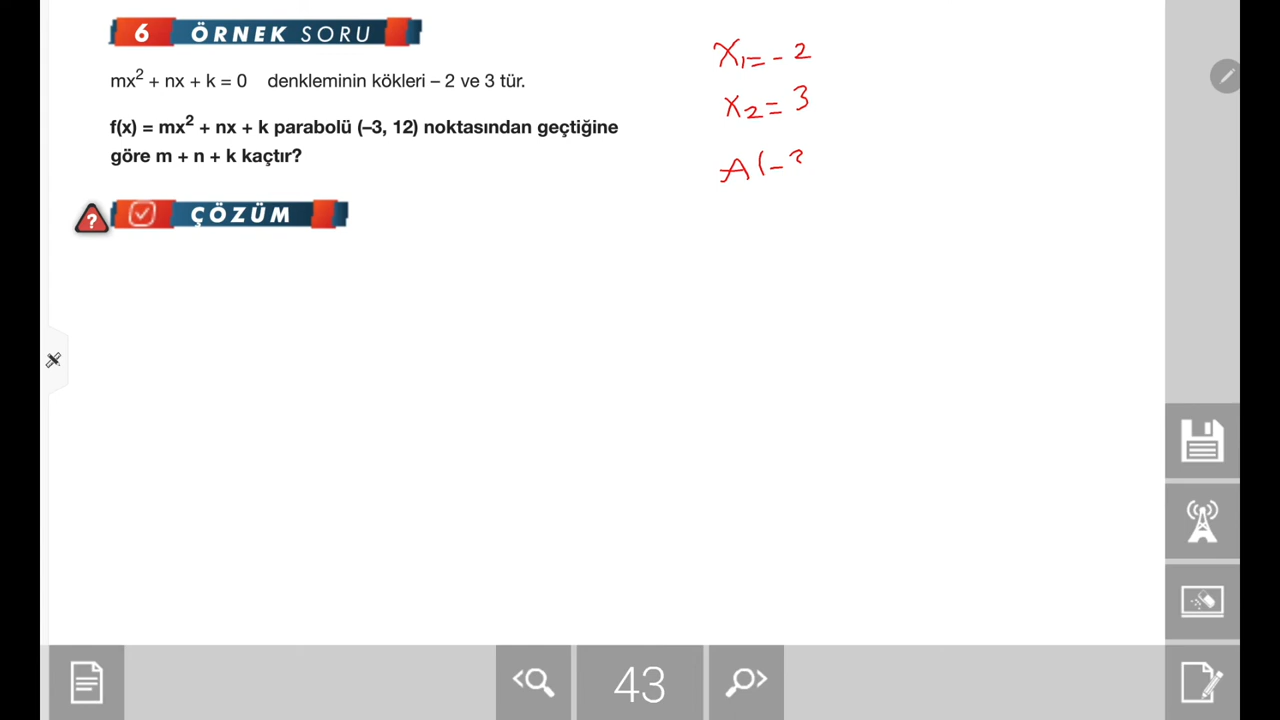 6 ÖRNEK SORU
mx² + nx + k = 0 denkleminin kökleri – 2 ve 3 tür.
f(x) = mx² + nx + k parabolü (–3, 12) noktasından geçtiğine
göre m + n + k kaçtır?
? ÇÖZÜM
x₁ = - 2
x₂ = 3
A(-3
43